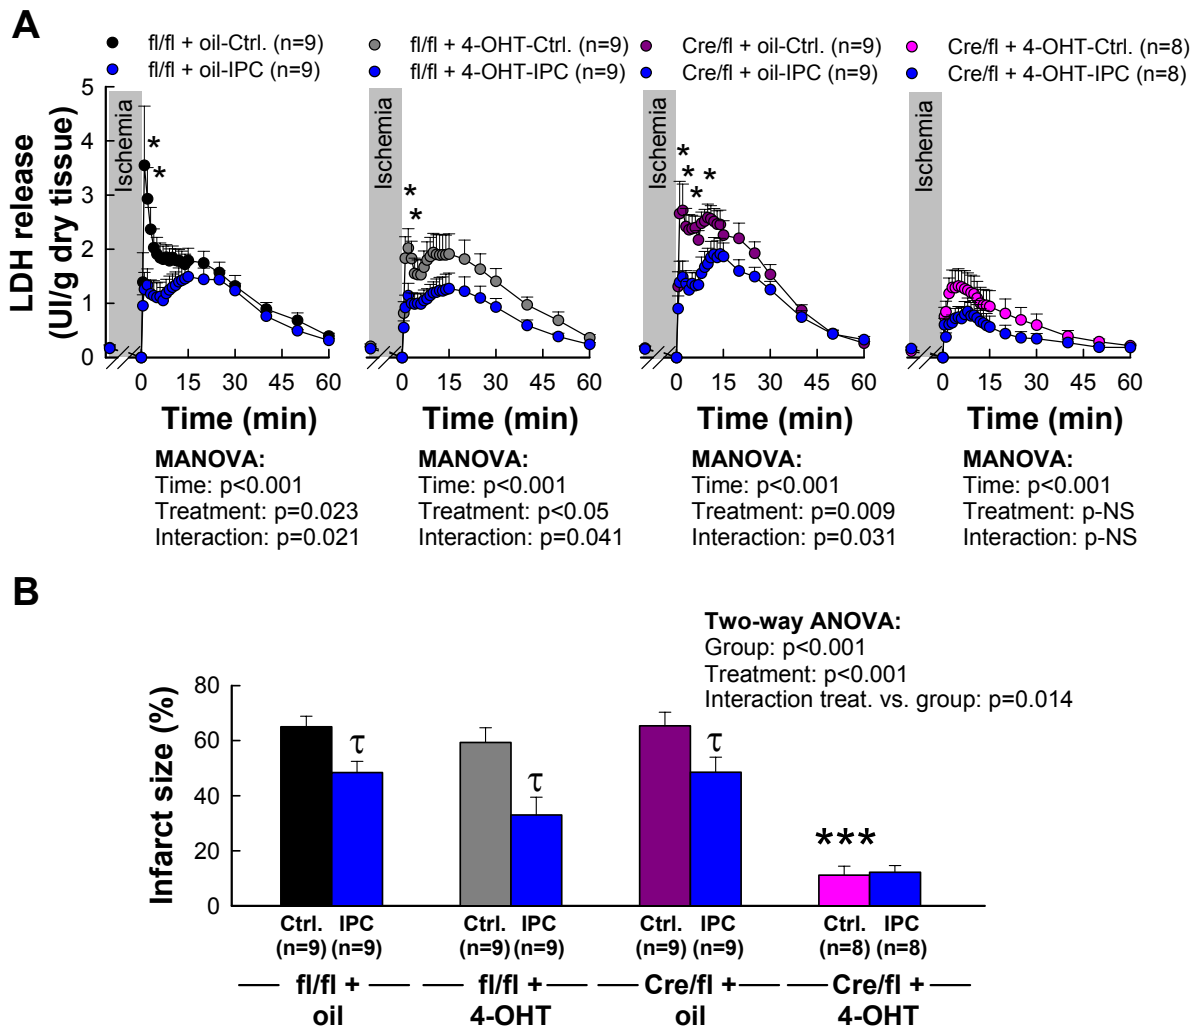 A
fl/fl + oil-Ctrl. (n=9)
fl/fl + oil-IPC (n=9)
fl/fl + 4-OHT-Ctrl. (n=9)
fl/fl + 4-OHT-IPC (n=9)
Cre/fl + oil-Ctrl. (n=9)
Cre/fl + oil-IPC (n=9)
Cre/fl + 4-OHT-Ctrl. (n=8)
Cre/fl + 4-OHT-IPC (n=8)
LDH release
(UI/g dry tissue)
5
4
3
2
1
0
Ischemia
* *
Ischemia
* *
Ischemia
* * * *
Ischemia
0 15 30 45 60
0 15 30 45 60
0 15 30 45 60
0 15 30 45 60
Time (min)
Time (min)
Time (min)
Time (min)
MANOVA:
Time: p<0.001
Treatment: p=0.023
Interaction: p=0.021
MANOVA:
Time: p<0.001
Treatment: p<0.05
Interaction: p=0.041
MANOVA:
Time: p<0.001
Treatment: p=0.009
Interaction: p=0.031
MANOVA:
Time: p<0.001
Treatment: p-NS
Interaction: p-NS
B
Two-way ANOVA:
Group: p<0.001
Treatment: p<0.001
Interaction treat. vs. group: p=0.014
Infarct size (%)
80
60
40
20
0
τ
τ
τ
***
Ctrl. IPC Ctrl. IPC Ctrl. IPC Ctrl. IPC
(n=9) (n=9) (n=9) (n=9) (n=9) (n=9) (n=8) (n=8)
fl/fl +
oil
fl/fl +
4-OHT
Cre/fl +
oil
Cre/fl +
4-OHT